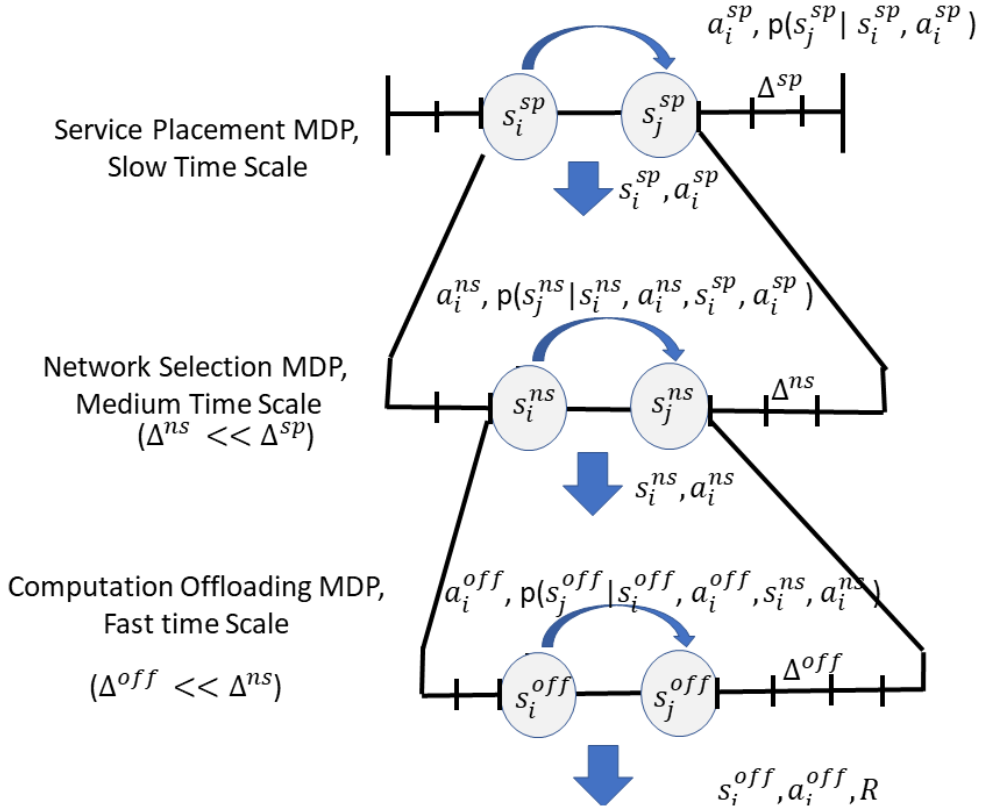 a_i^{sp}, p(s_j^{sp} | s_i^{sp}, a_i^{sp})
Δ^{sp}
s_i^{sp}
s_j^{sp}
Service Placement MDP,
Slow Time Scale
s_i^{sp}, a_i^{sp}
a_i^{ns}, p(s_j^{ns}|s_i^{ns}, a_i^{ns}, s_i^{sp}, a_i^{sp})
Network Selection MDP,
Medium Time Scale
(Δ^{ns} << Δ^{sp})
s_i^{ns}
s_j^{ns}
Δ^{ns}
s_i^{ns}, a_i^{ns}
Computation Offloading MDP,
Fast time Scale
(Δ^{off} << Δ^{ns})
a_i^{off}, p(s_j^{off}|s_i^{off}, a_i^{off}, s_i^{ns}, a_i^{ns})
s_i^{off}
s_j^{off}
Δ^{off}
s_i^{off}, a_i^{off}, R